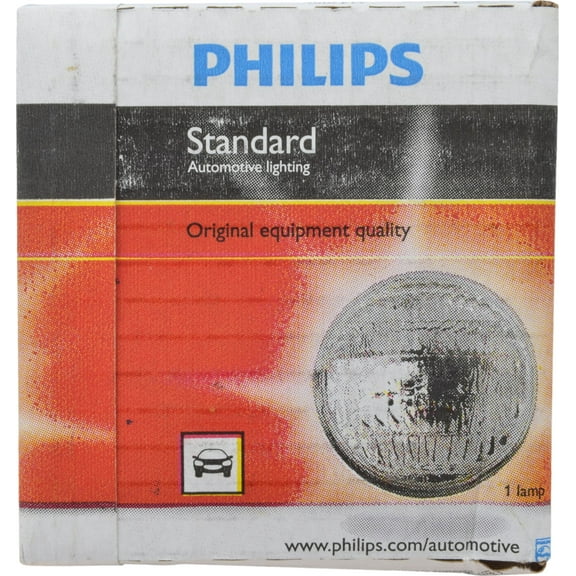 PHILIPS
Standard
Automotive lighting
Original equipment quality
1 lamp
www.philips.com/automotive